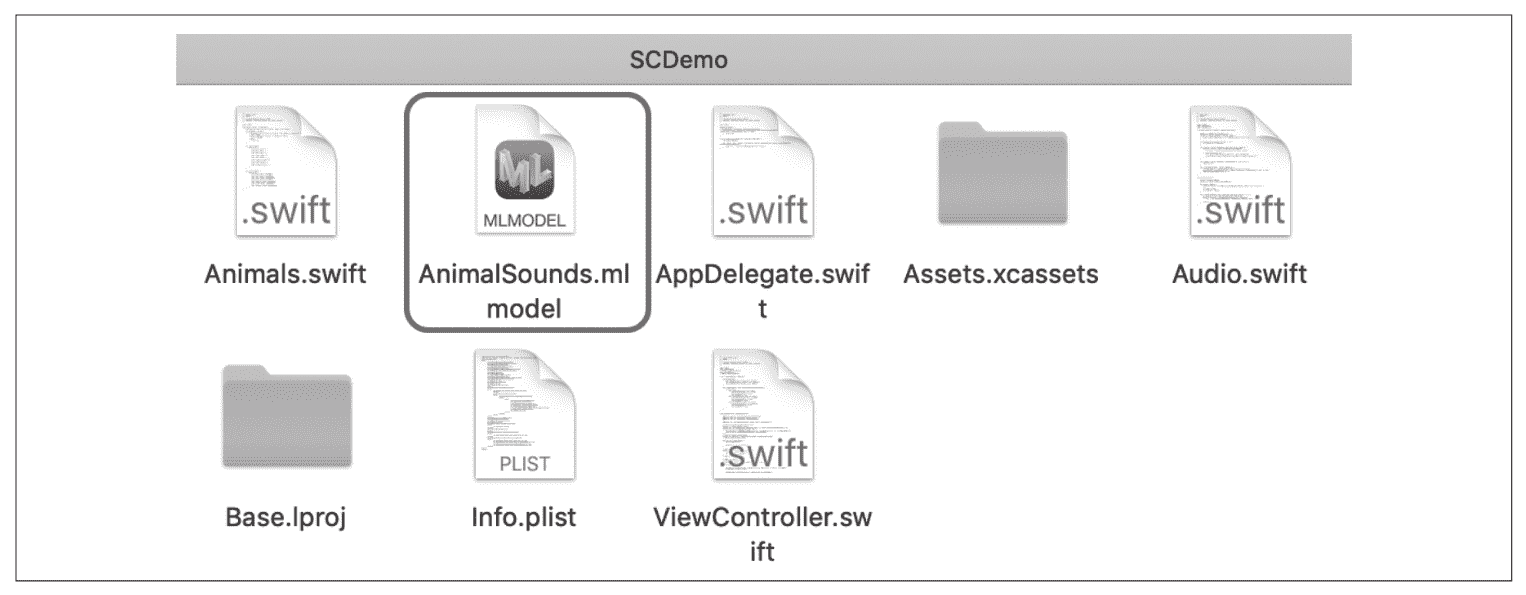 SCDemo
.swift
MLMODEL
.swift
.swift
Animals.swift
AnimalSounds.ml
model
AppDelegate.swif
t
Assets.xcassets
Audio.swift
PLIST
.swift
Base.lproj
Info.plist
ViewController.sw
ift